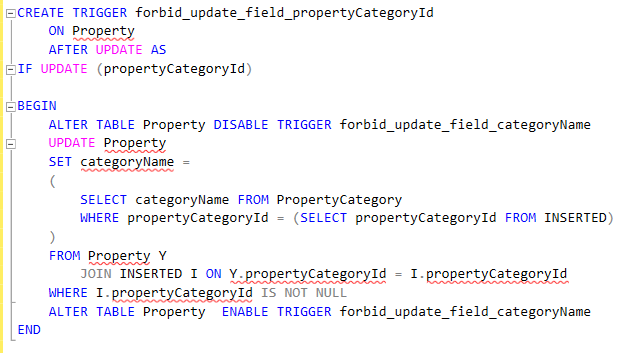 CREATE TRIGGER forbid_update_field_propertyCategoryId
ON Property
AFTER UPDATE AS
IF UPDATE (propertyCategoryId)
BEGIN
ALTER TABLE Property DISABLE TRIGGER forbid_update_field_categoryName
UPDATE Property
SET categoryName =
(
SELECT categoryName FROM PropertyCategory
WHERE propertyCategoryId = (SELECT propertyCategoryId FROM INSERTED)
)
FROM Property Y
JOIN INSERTED I ON Y.propertyCategoryId = I.propertyCategoryId
WHERE I.propertyCategoryId IS NOT NULL
ALTER TABLE Property  ENABLE TRIGGER forbid_update_field_categoryName
END